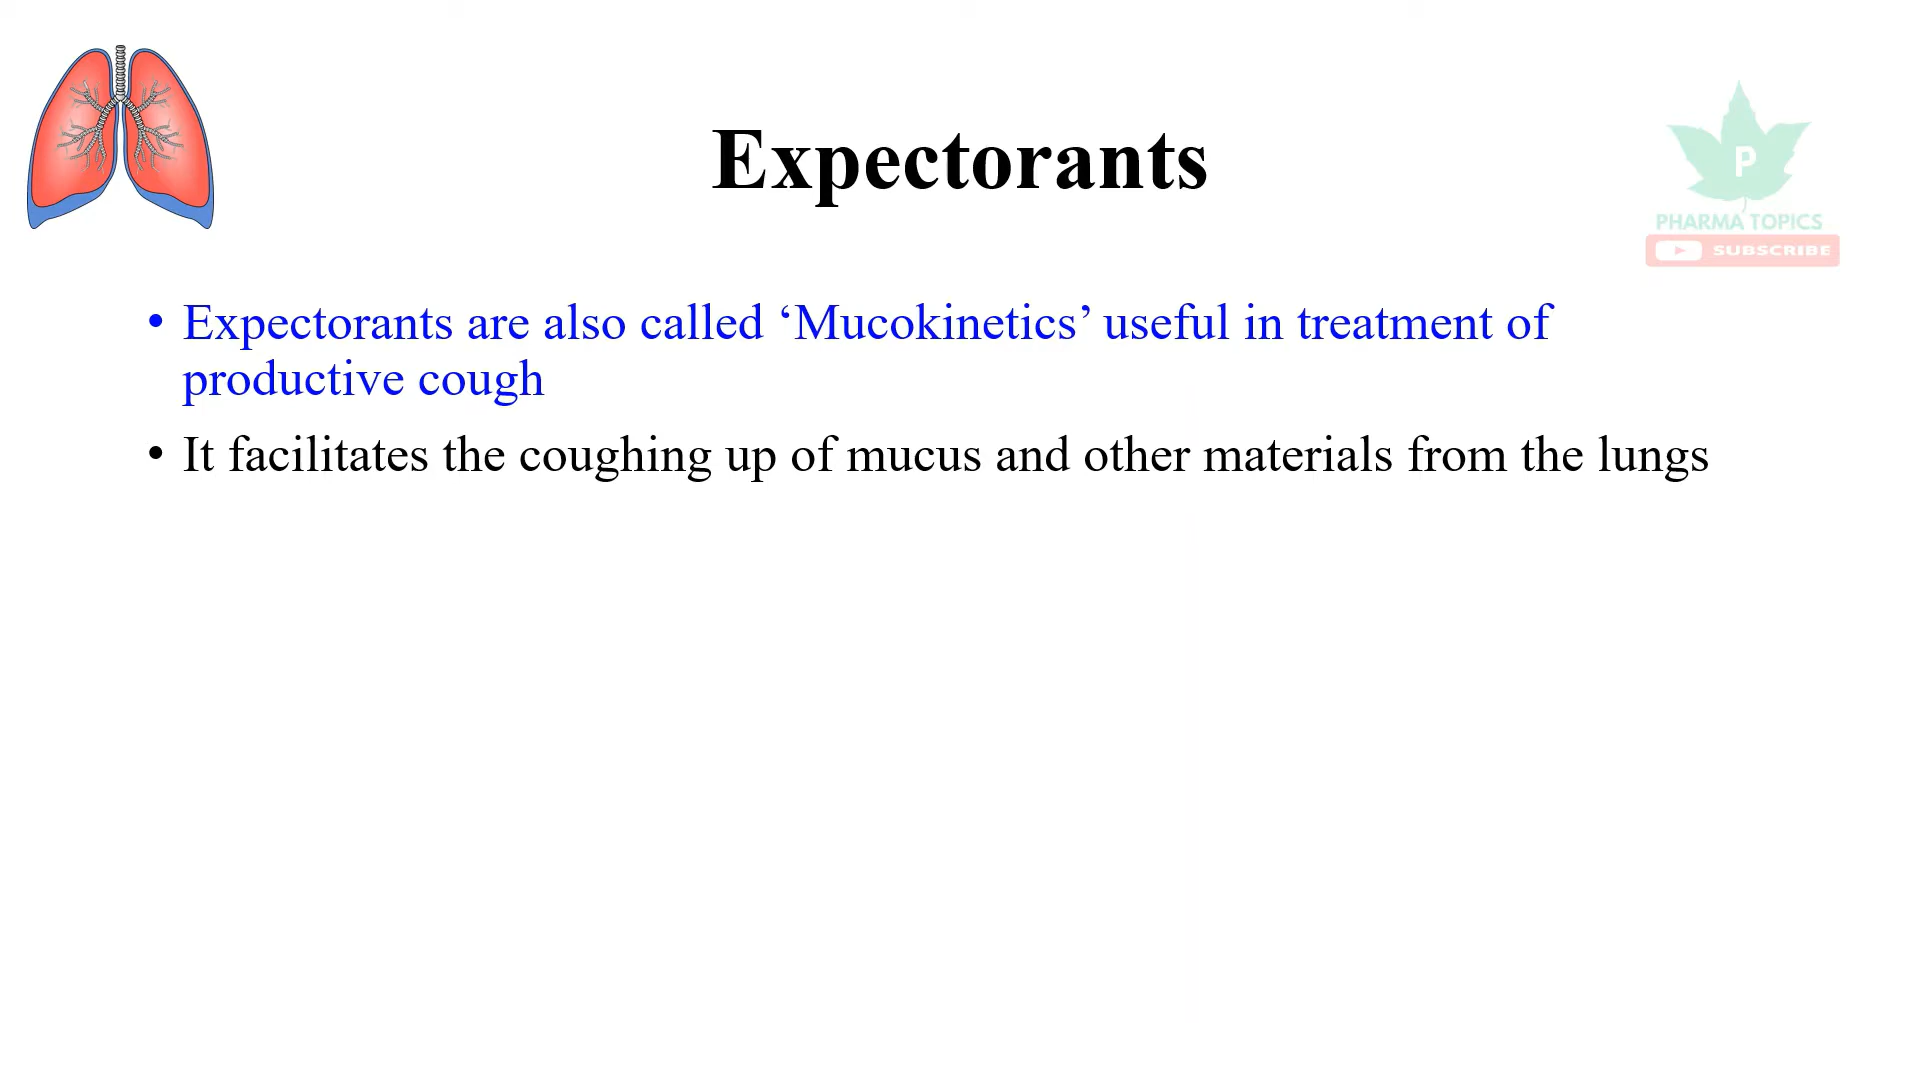 Expectorants
P
PHARMA TOPICS
SUBSCRIBE
• Expectorants are also called ‘Mucokinetics’ useful in treatment of
productive cough
• It facilitates the coughing up of mucus and other materials from the lungs